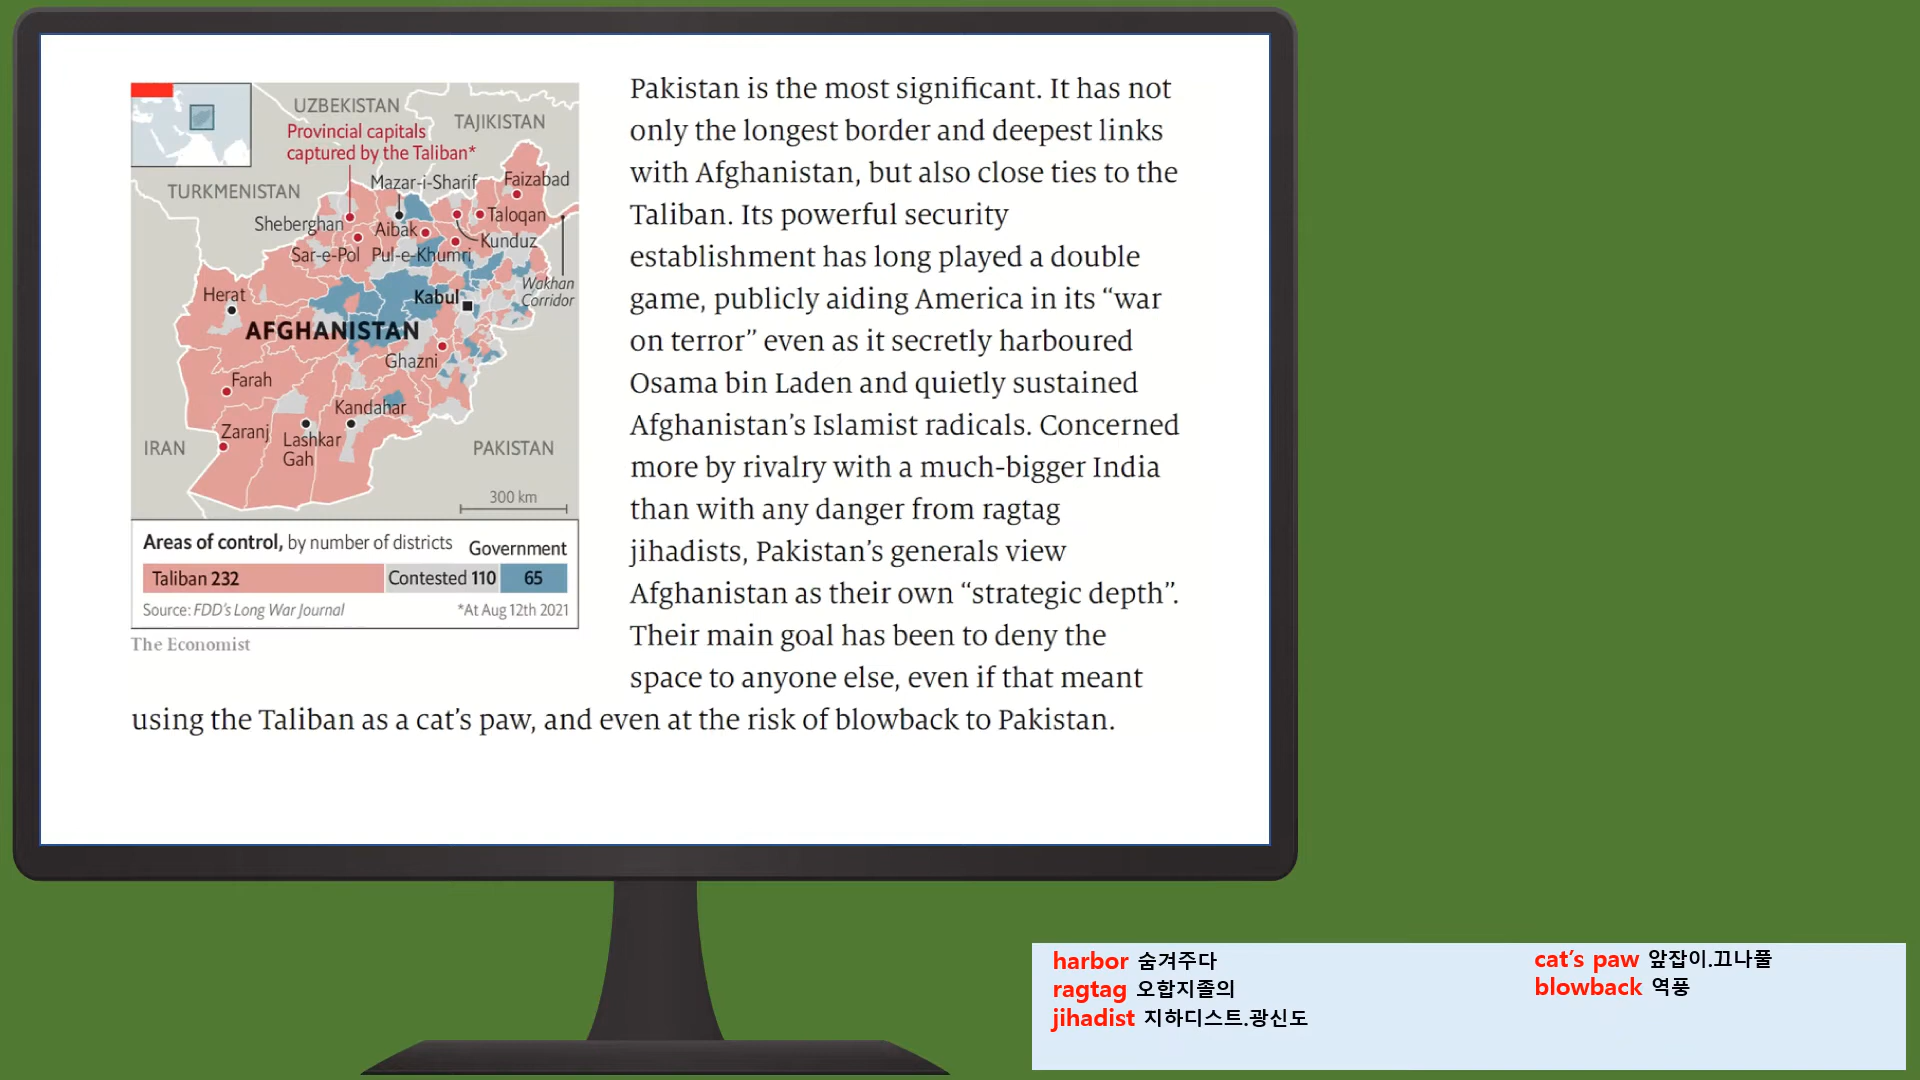 UZBEKISTAN
TAJIKISTAN
Provincial capitals
captured by the Taliban*
TURKMENISTAN
Mazar-i-Sharif
Faizabad
Sheberghan
Aibak
Taloqan
Kunduz
Sar-e-Pol
Pul-e-Khumri
Wakhan
Corridor
Herat
Kabul
AFGHANISTAN
Ghazni
Farah
Kandahar
Zaranj
Lashkar
Gah
IRAN
PAKISTAN
300 km
Areas of control, by number of districts
Government
Taliban 232
Contested 110
65
Source: FDD's Long War Journal
*At Aug 12th 2021
The Economist
Pakistan is the most significant. It has not
only the longest border and deepest links
with Afghanistan, but also close ties to the
Taliban. Its powerful security
establishment has long played a double
game, publicly aiding America in its “war
on terror” even as it secretly harboured
Osama bin Laden and quietly sustained
Afghanistan’s Islamist radicals. Concerned
more by rivalry with a much-bigger India
than with any danger from ragtag
jihadists, Pakistan’s generals view
Afghanistan as their own “strategic depth”.
Their main goal has been to deny the
space to anyone else, even if that meant
using the Taliban as a cat’s paw, and even at the risk of blowback to Pakistan.
harbor 숨겨주다
ragtag 오합지졸의
jihadist 지하디스트.광신도
cat’s paw 앞잡이.끄나풀
blowback 역풍